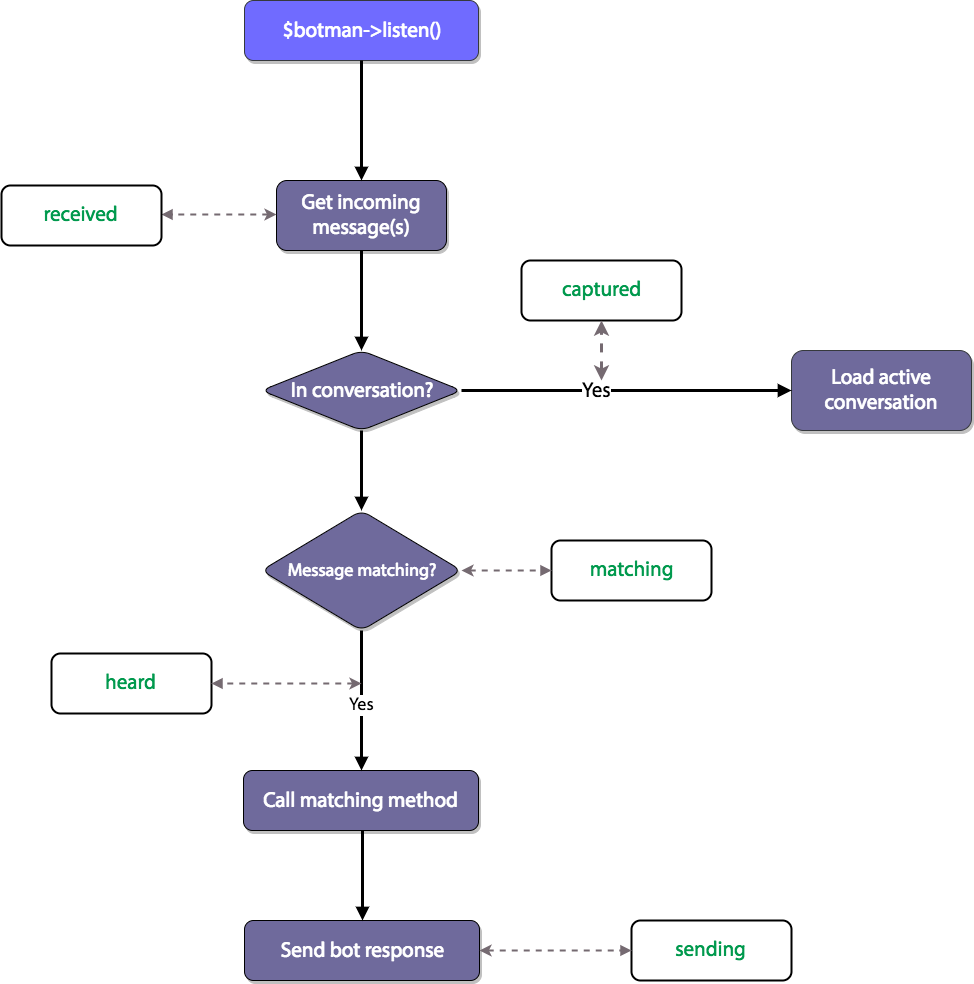 $botman->listen()
received
Get incoming
message(s)
captured
In conversation?
Yes
Load active
conversation
Message matching?
matching
heard
Yes
Call matching method
Send bot response
sending